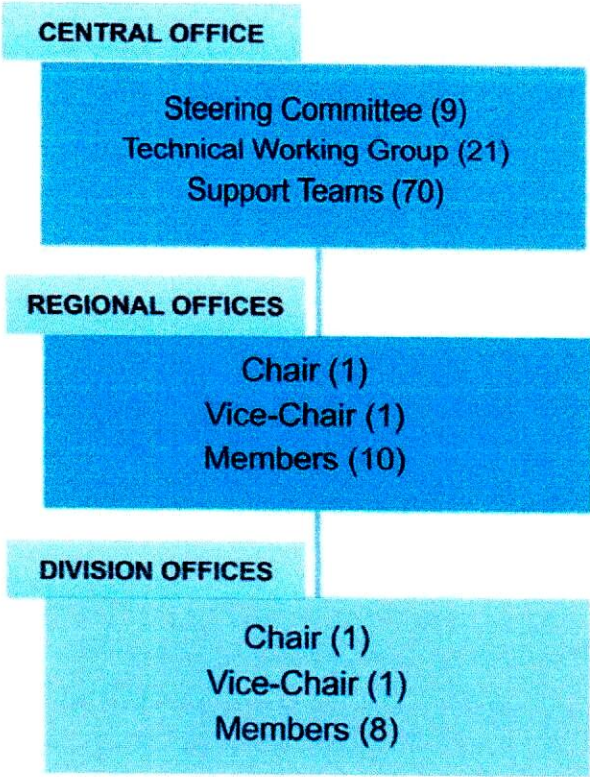 CENTRAL OFFICE
Steering Committee (9)
Technical Working Group (21)
Support Teams (70)
REGIONAL OFFICES
Chair (1)
Vice-Chair (1)
Members (10)
DIVISION OFFICES
Chair (1)
Vice-Chair (1)
Members (8)